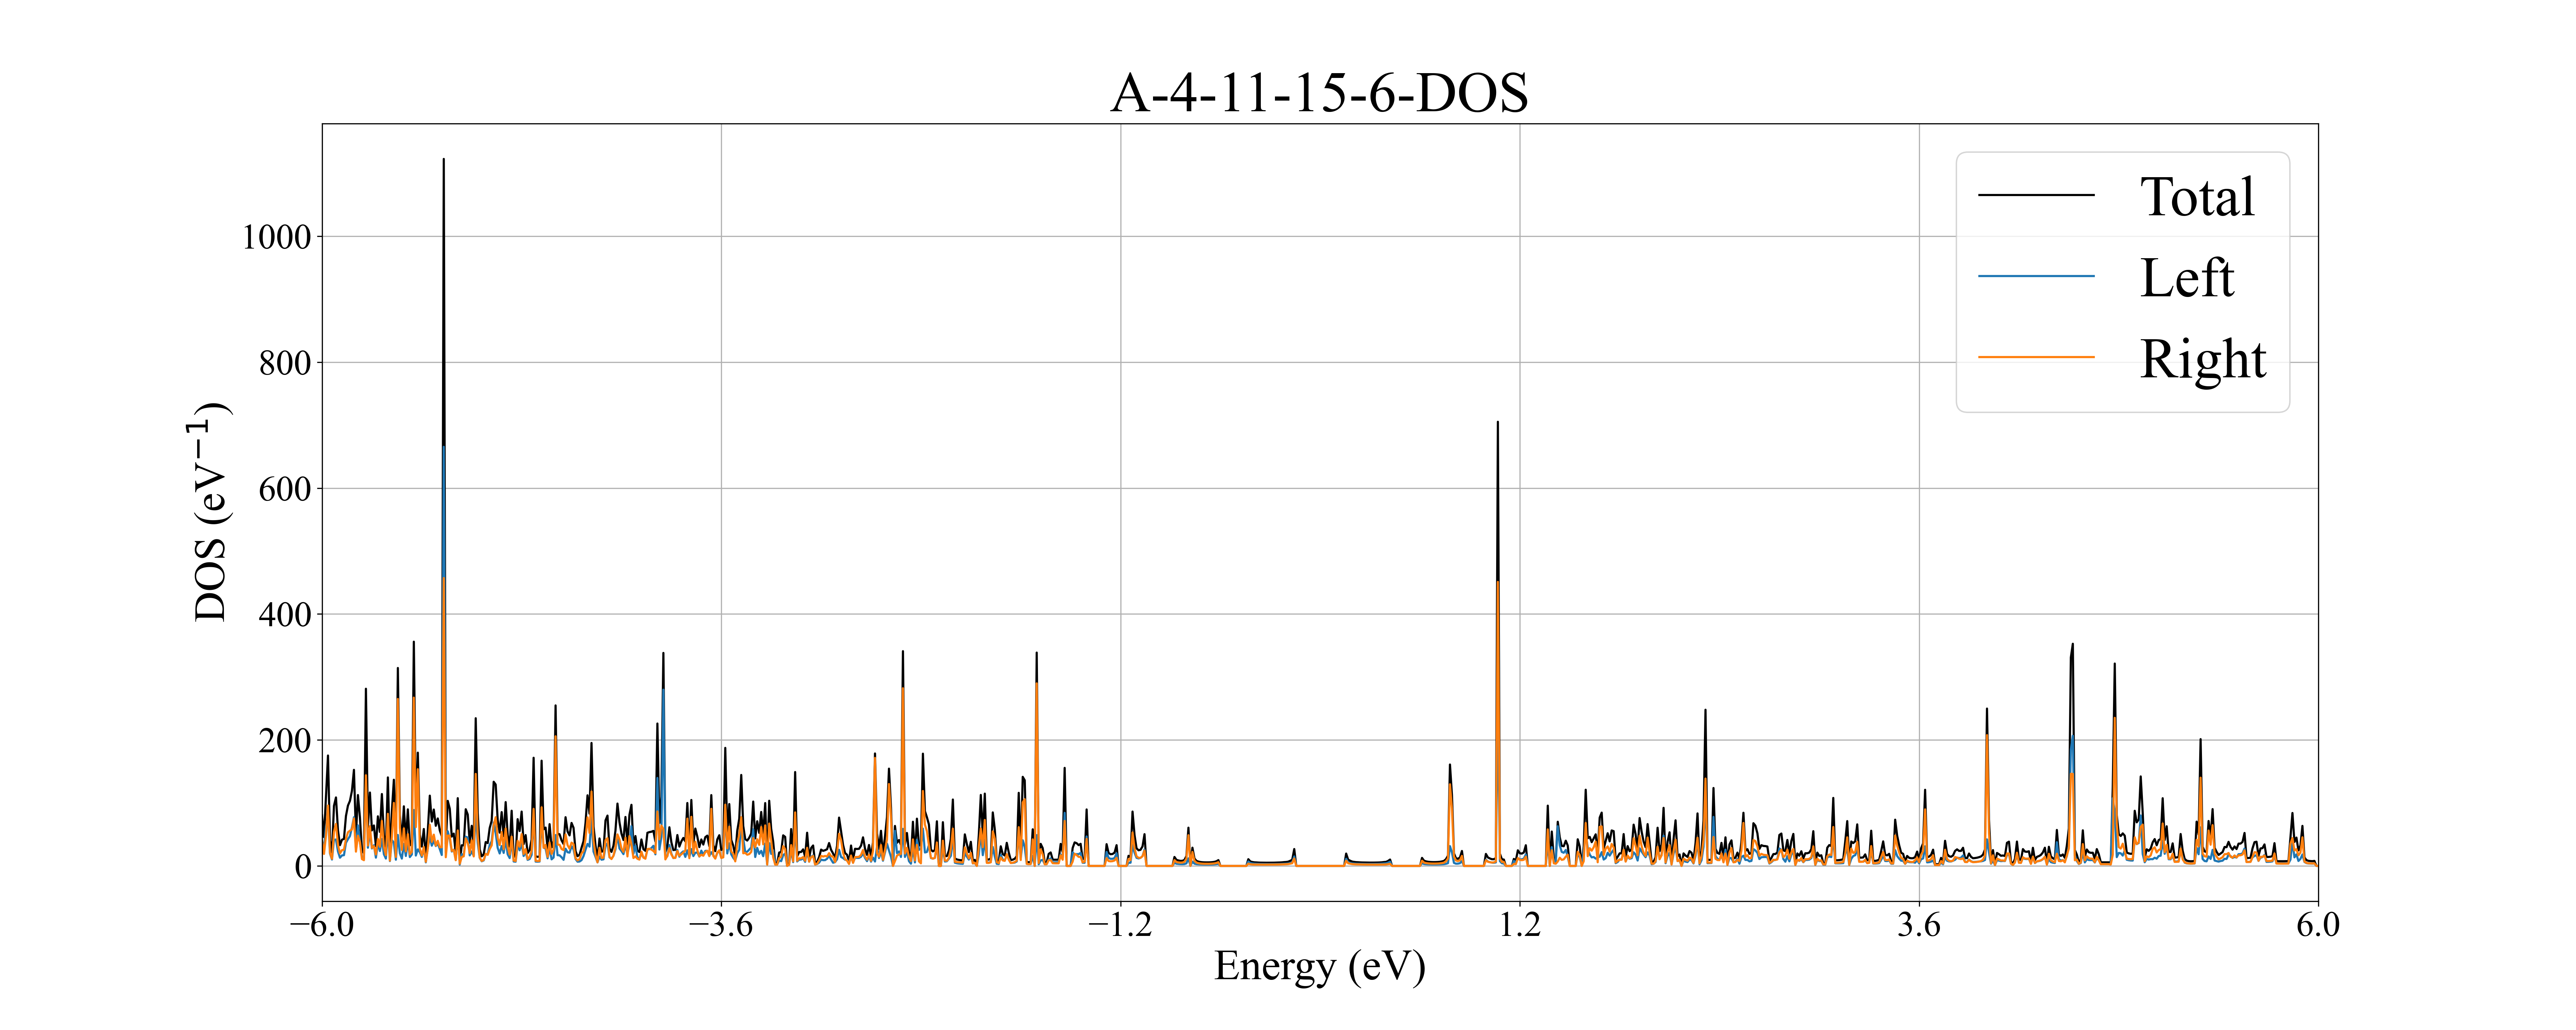 A-4-11-15-6-DOS
DOS (eV⁻¹)
1000
800
600
400
200
0
−6.0
−3.6
−1.2
1.2
3.6
6.0
Energy (eV)
Total
Left
Right